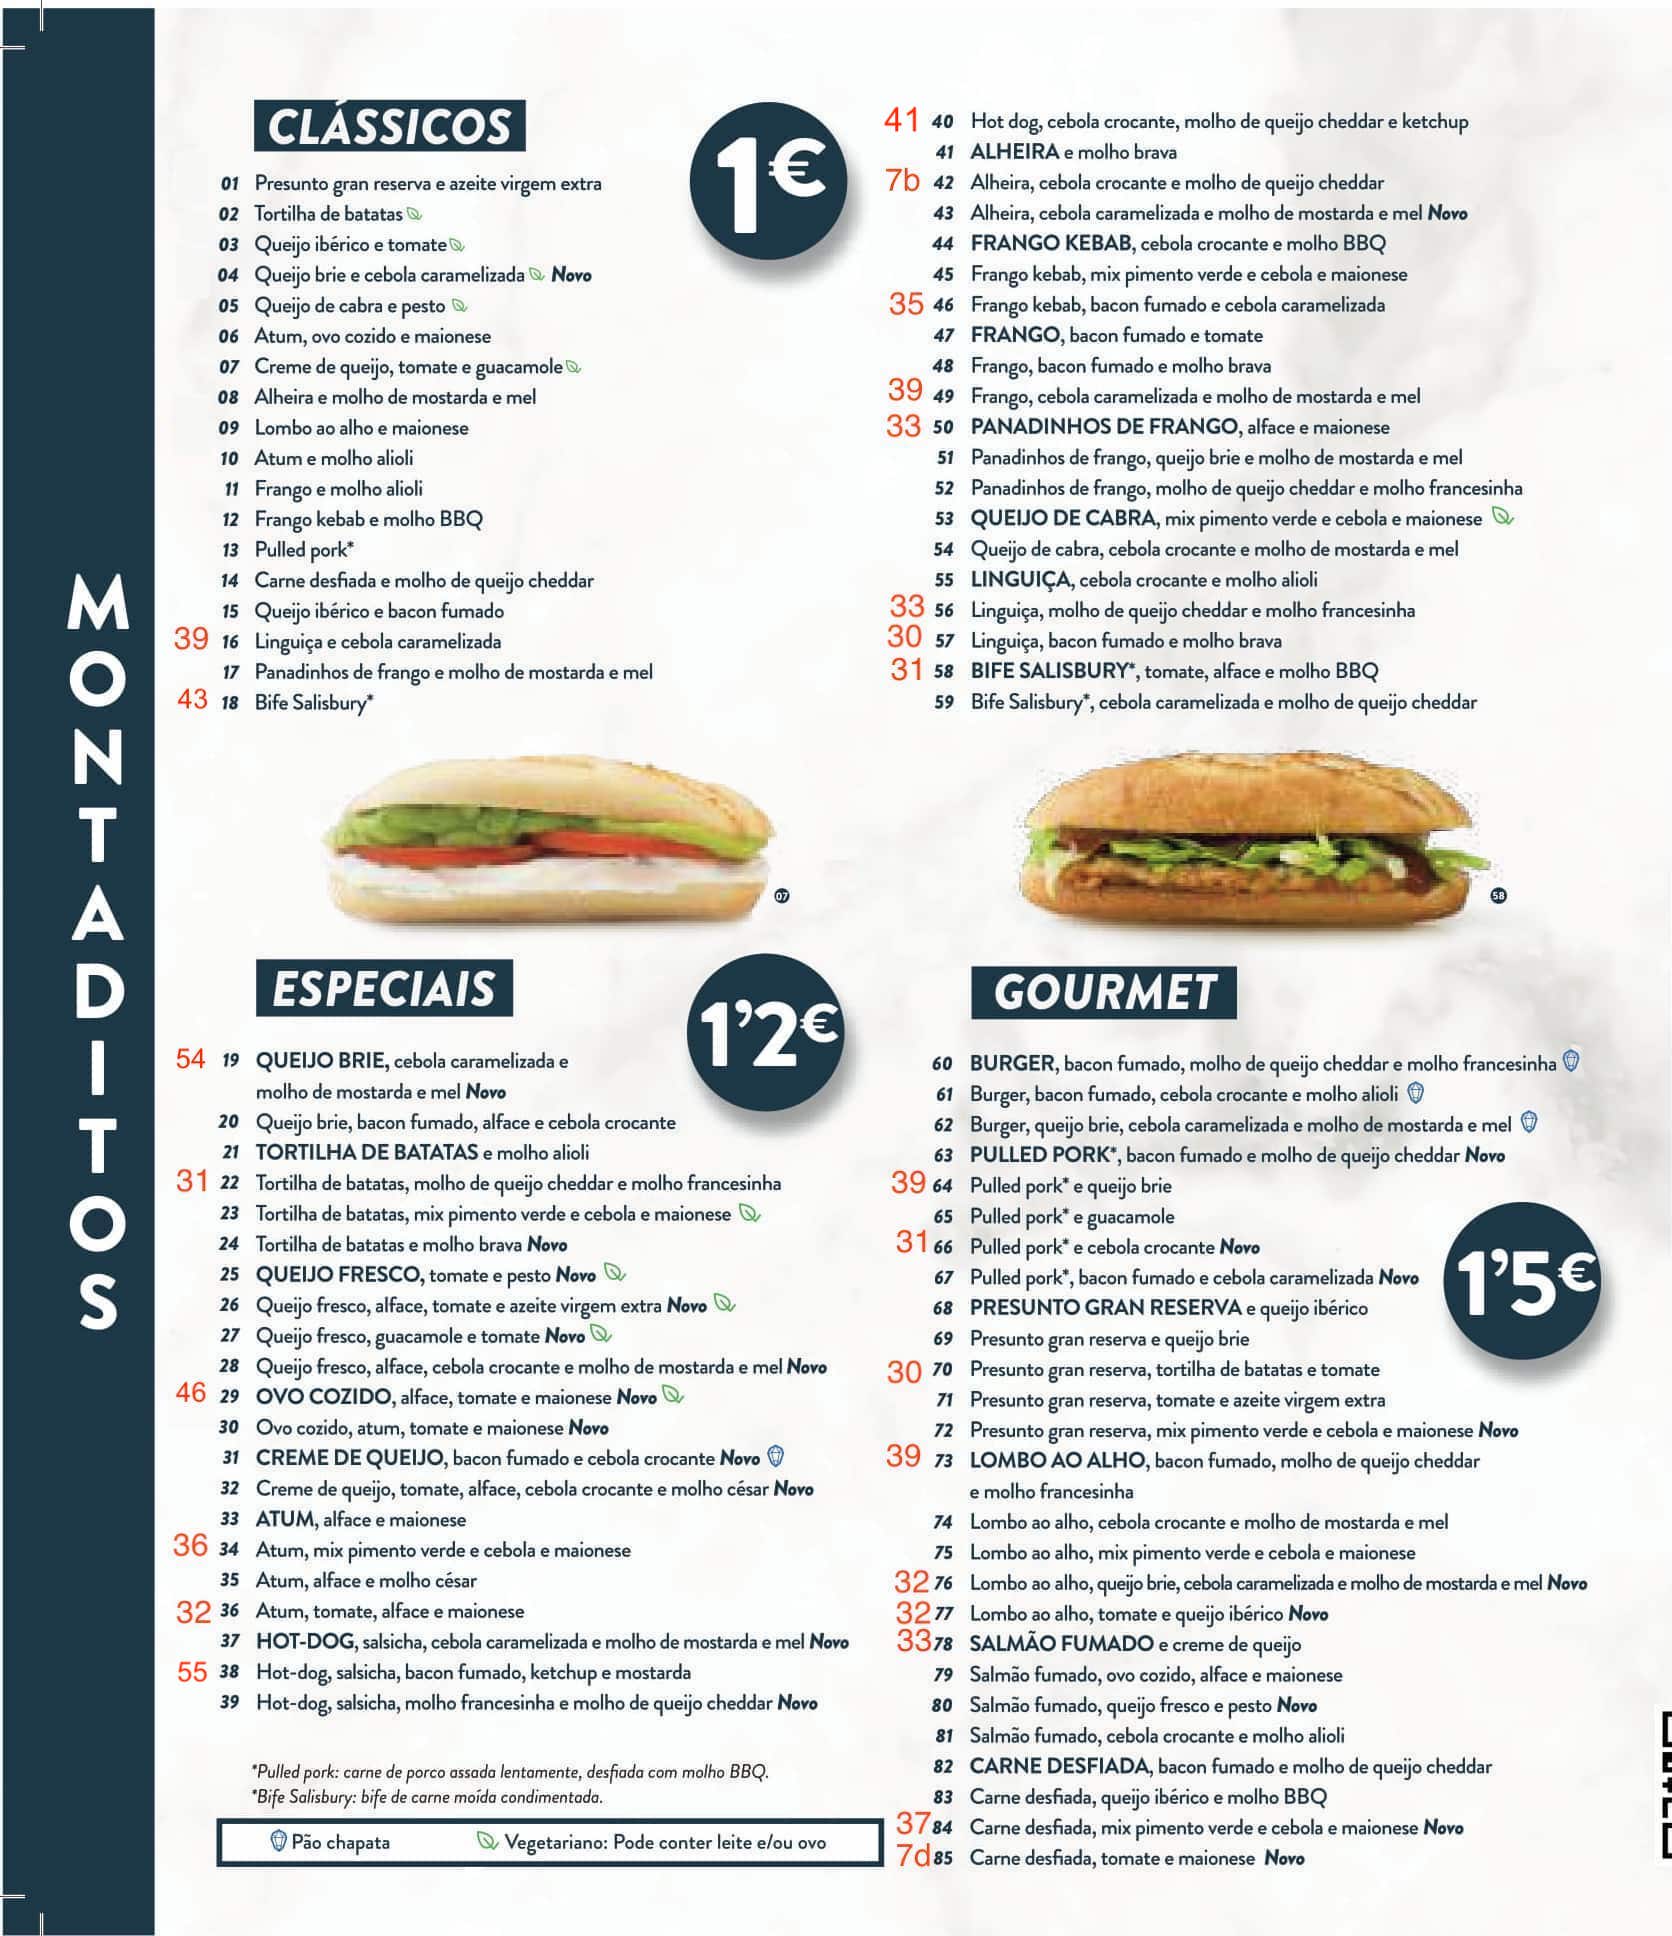 MONTADITOS
CLÁSSICOS
1€
01 Presunto gran reserva e azeite virgem extra
02 Tortilha de batatas
03 Queijo ibérico e tomate
04 Queijo brie e cebola caramelizada Novo
05 Queijo de cabra e pesto
06 Atum, ovo cozido e maionese
07 Creme de queijo, tomate e guacamole
08 Alheira e molho de mostarda e mel
09 Lombo ao alho e maionese
10 Atum e molho alioli
11 Frango e molho alioli
12 Frango kebab e molho BBQ
13 Pulled pork*
14 Carne desfiada e molho de queijo cheddar
15 Queijo ibérico e bacon fumado
39 16 Linguiça e cebola caramelizada
17 Panadinhos de frango e molho de mostarda e mel
43 18 Bife Salisbury*
07
ESPECIAIS
1'2€
54 19 QUEIJO BRIE, cebola caramelizada e
molho de mostarda e mel Novo
20 Queijo brie, bacon fumado, alface e cebola crocante
21 TORTILHA DE BATATAS e molho alioli
31 22 Tortilha de batatas, molho de queijo cheddar e molho francesinha
23 Tortilha de batatas, mix pimento verde e cebola e maionese
24 Tortilha de batatas e molho brava Novo
25 QUEIJO FRESCO, tomate e pesto Novo
26 Queijo fresco, alface, tomate e azeite virgem extra Novo
27 Queijo fresco, guacamole e tomate Novo
28 Queijo fresco, alface, cebola crocante e molho de mostarda e mel Novo
46 29 OVO COZIDO, alface, tomate e maionese Novo
30 Ovo cozido, atum, tomate e maionese Novo
31 CREME DE QUEIJO, bacon fumado e cebola crocante Novo
32 Creme de queijo, tomate, alface, cebola crocante e molho césar Novo
33 ATUM, alface e maionese
36 34 Atum, mix pimento verde e cebola e maionese
35 Atum, alface e molho césar
32 36 Atum, tomate, alface e maionese
37 HOT-DOG, salsicha, cebola caramelizada e molho de mostarda e mel Novo
55 38 Hot-dog, salsicha, bacon fumado, ketchup e mostarda
39 Hot-dog, salsicha, molho francesinha e molho de queijo cheddar Novo
*Pulled pork: carne de porco assada lentamente, desfiada com molho BBQ.
*Bife Salisbury: bife de carne moída condimentada.
Pão chapata Vegetariano: Pode conter leite e/ou ovo
41 40 Hot dog, cebola crocante, molho de queijo cheddar e ketchup
41 ALHEIRA e molho brava
7b 42 Alheira, cebola crocante e molho de queijo cheddar
43 Alheira, cebola caramelizada e molho de mostarda e mel Novo
44 FRANGO KEBAB, cebola crocante e molho BBQ
45 Frango kebab, mix pimento verde e cebola e maionese
35 46 Frango kebab, bacon fumado e cebola caramelizada
47 FRANGO, bacon fumado e tomate
48 Frango, bacon fumado e molho brava
39 49 Frango, cebola caramelizada e molho de mostarda e mel
33 50 PANADINHOS DE FRANGO, alface e maionese
51 Panadinhos de frango, queijo brie e molho de mostarda e mel
52 Panadinhos de frango, molho de queijo cheddar e molho francesinha
53 QUEIJO DE CABRA, mix pimento verde e cebola e maionese
54 Queijo de cabra, cebola crocante e molho de mostarda e mel
55 LINGUIÇA, cebola crocante e molho alioli
33 56 Linguiça, molho de queijo cheddar e molho francesinha
30 57 Linguiça, bacon fumado e molho brava
31 58 BIFE SALISBURY*, tomate, alface e molho BBQ
59 Bife Salisbury*, cebola caramelizada e molho de queijo cheddar
58
GOURMET
60 BURGER, bacon fumado, molho de queijo cheddar e molho francesinha
61 Burger, bacon fumado, cebola crocante e molho alioli
62 Burger, queijo brie, cebola caramelizada e molho de mostarda e mel
63 PULLED PORK*, bacon fumado e molho de queijo cheddar Novo
39 64 Pulled pork* e queijo brie
65 Pulled pork* e guacamole
31 66 Pulled pork* e cebola crocante Novo
67 Pulled pork*, bacon fumado e cebola caramelizada Novo
1'5€
68 PRESUNTO GRAN RESERVA e queijo ibérico
69 Presunto gran reserva e queijo brie
30 70 Presunto gran reserva, tortilha de batatas e tomate
71 Presunto gran reserva, tomate e azeite virgem extra
72 Presunto gran reserva, mix pimento verde e cebola e maionese Novo
39 73 LOMBO AO ALHO, bacon fumado, molho de queijo cheddar
e molho francesinha
74 Lombo ao alho, cebola crocante e molho de mostarda e mel
75 Lombo ao alho, mix pimento verde e cebola e maionese
32 76 Lombo ao alho, queijo brie, cebola caramelizada e molho de mostarda e mel Novo
32 77 Lombo ao alho, tomate e queijo ibérico Novo
33 78 SALMÃO FUMADO e creme de queijo
79 Salmão fumado, ovo cozido, alface e maionese
80 Salmão fumado, queijo fresco e pesto Novo
81 Salmão fumado, cebola crocante e molho alioli
82 CARNE DESFIADA, bacon fumado e molho de queijo cheddar
83 Carne desfiada, queijo ibérico e molho BBQ
37 84 Carne desfiada, mix pimento verde e cebola e maionese Novo
7d 85 Carne desfiada, tomate e maionese Novo